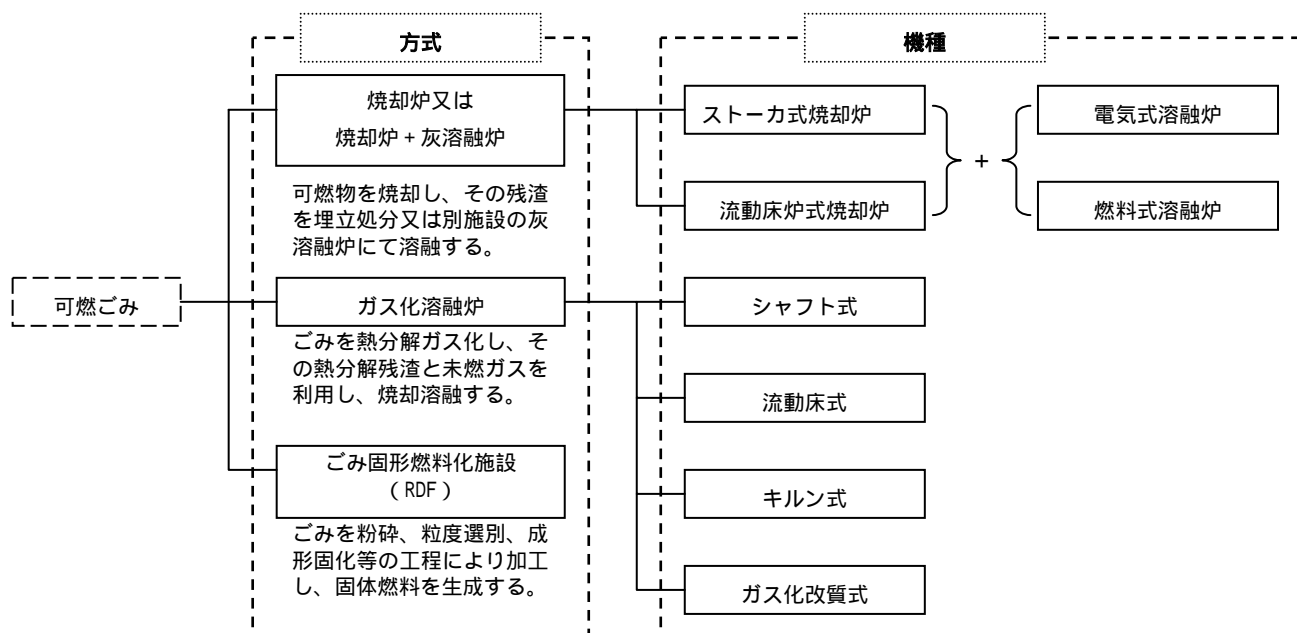 方式
機種
焼却炉又は
焼却炉+灰溶融炉
可燃物を焼却し、その残渣
を埋立処分又は別施設の灰
溶融炉にて溶融する。
ストーカ式焼却炉
流動床炉式焼却炉
+
電気式溶融炉
燃料式溶融炉
可燃ごみ
ガス化溶融炉
ごみを熱分解ガス化し、そ
の熱分解残渣と未燃ガスを
利用し、焼却溶融する。
シャフト式
流動床式
キルン式
ガス化改質式
ごみ固形燃料化施設
(RDF)
ごみを粉砕、粒度選別、成
形固化等の工程により加工
し、固体燃料を生成する。